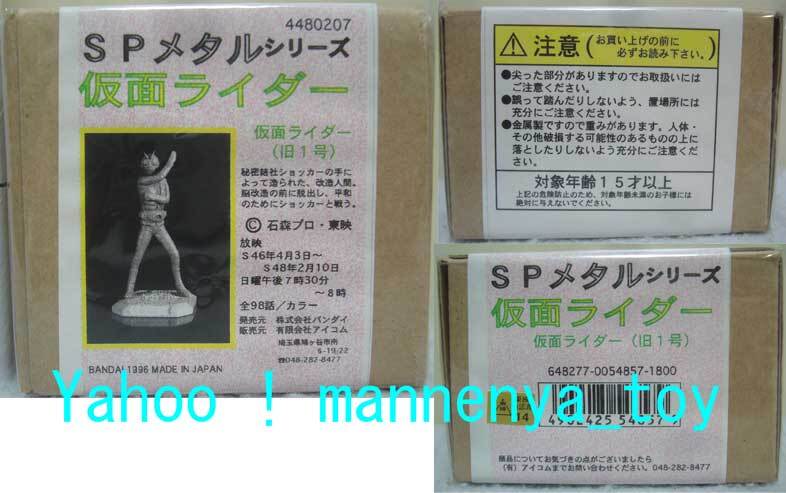 4480207
SPメタルシリーズ
仮面ライダー
仮面ライダー
(旧1号)
秘密結社ショッカーの手に
よって造られた、改造人間。
脳改造の前に脱出し、平和
のためにショッカーと戦う。
© 石森プロ・東映
放映
S46年4月3日～
S48年2月10日
日曜午後7時30分
～8時
全98話/カラー
発売元 株式会社バンダイ
販売元 有限会社アイコム
埼玉県鳩ヶ谷市南
6-19-22
☎048-282-8477
BANDAI 1996 MADE IN JAPAN
注意(お買い上げの前に
必ずお読み下さい。)
●尖った部分がありますのでお取扱いには
ご注意ください。
●誤って踏んだりしないよう、置場所には
充分にご注意ください。
●金属製ですので重みがあります。人体・
その他破損する可能性のあるものの上に
落としたりしないよう充分にご注意ください。
対象年齢15才以上
上記の危険防止のため、対象年齢未満のお子様には
絶対に与えないでください。
SPメタルシリーズ
仮面ライダー
仮面ライダー(旧1号)
648277-0054857-1800
14
商品についてお気づきの点がございましたら
(有)アイコムまでお問い合わせください。048-282-8477
Yahoo ! mannenya_toy